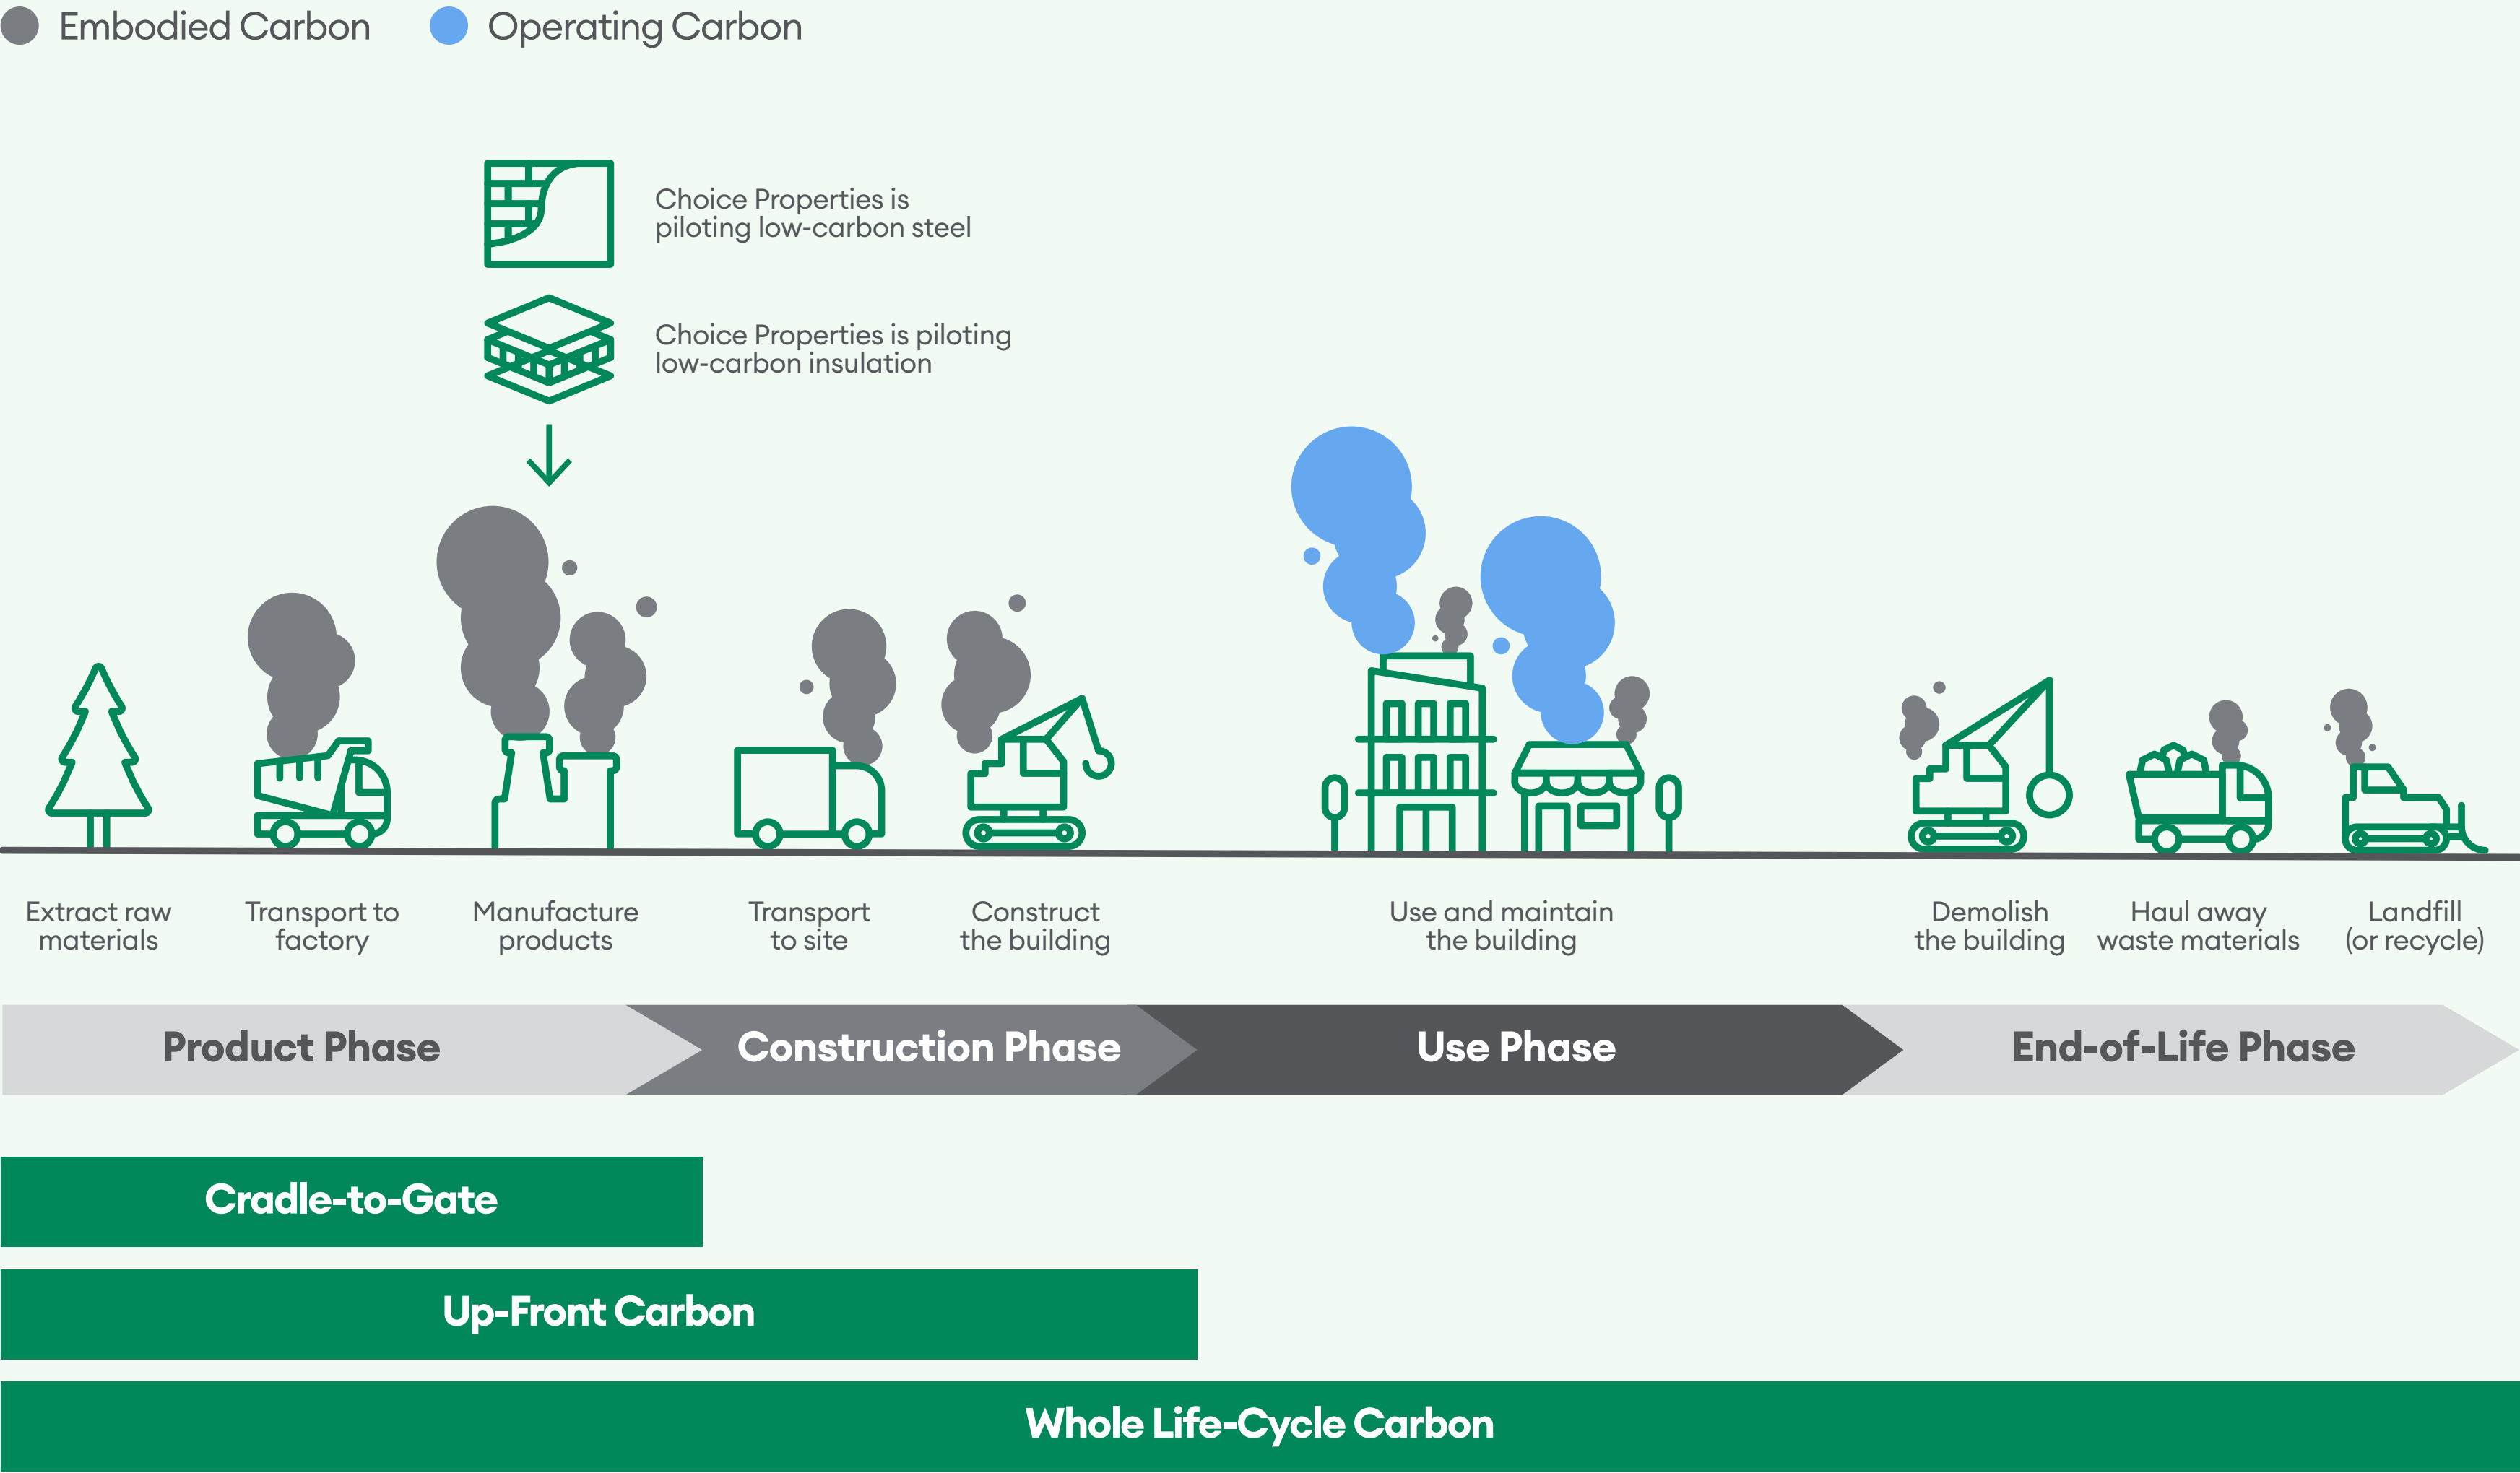 Embodied Carbon
Operating Carbon
Choice Properties is
piloting low-carbon steel
Choice Properties is piloting
low-carbon insulation
Extract raw
materials
Transport to
factory
Manufacture
products
Transport
to site
Construct
the building
Use and maintain
the building
Demolish
the building
Haul away
waste materials
Landfill
(or recycle)
Product Phase
Construction Phase
Use Phase
End-of-Life Phase
Cradle-to-Gate
Up-Front Carbon
Whole Life-Cycle Carbon